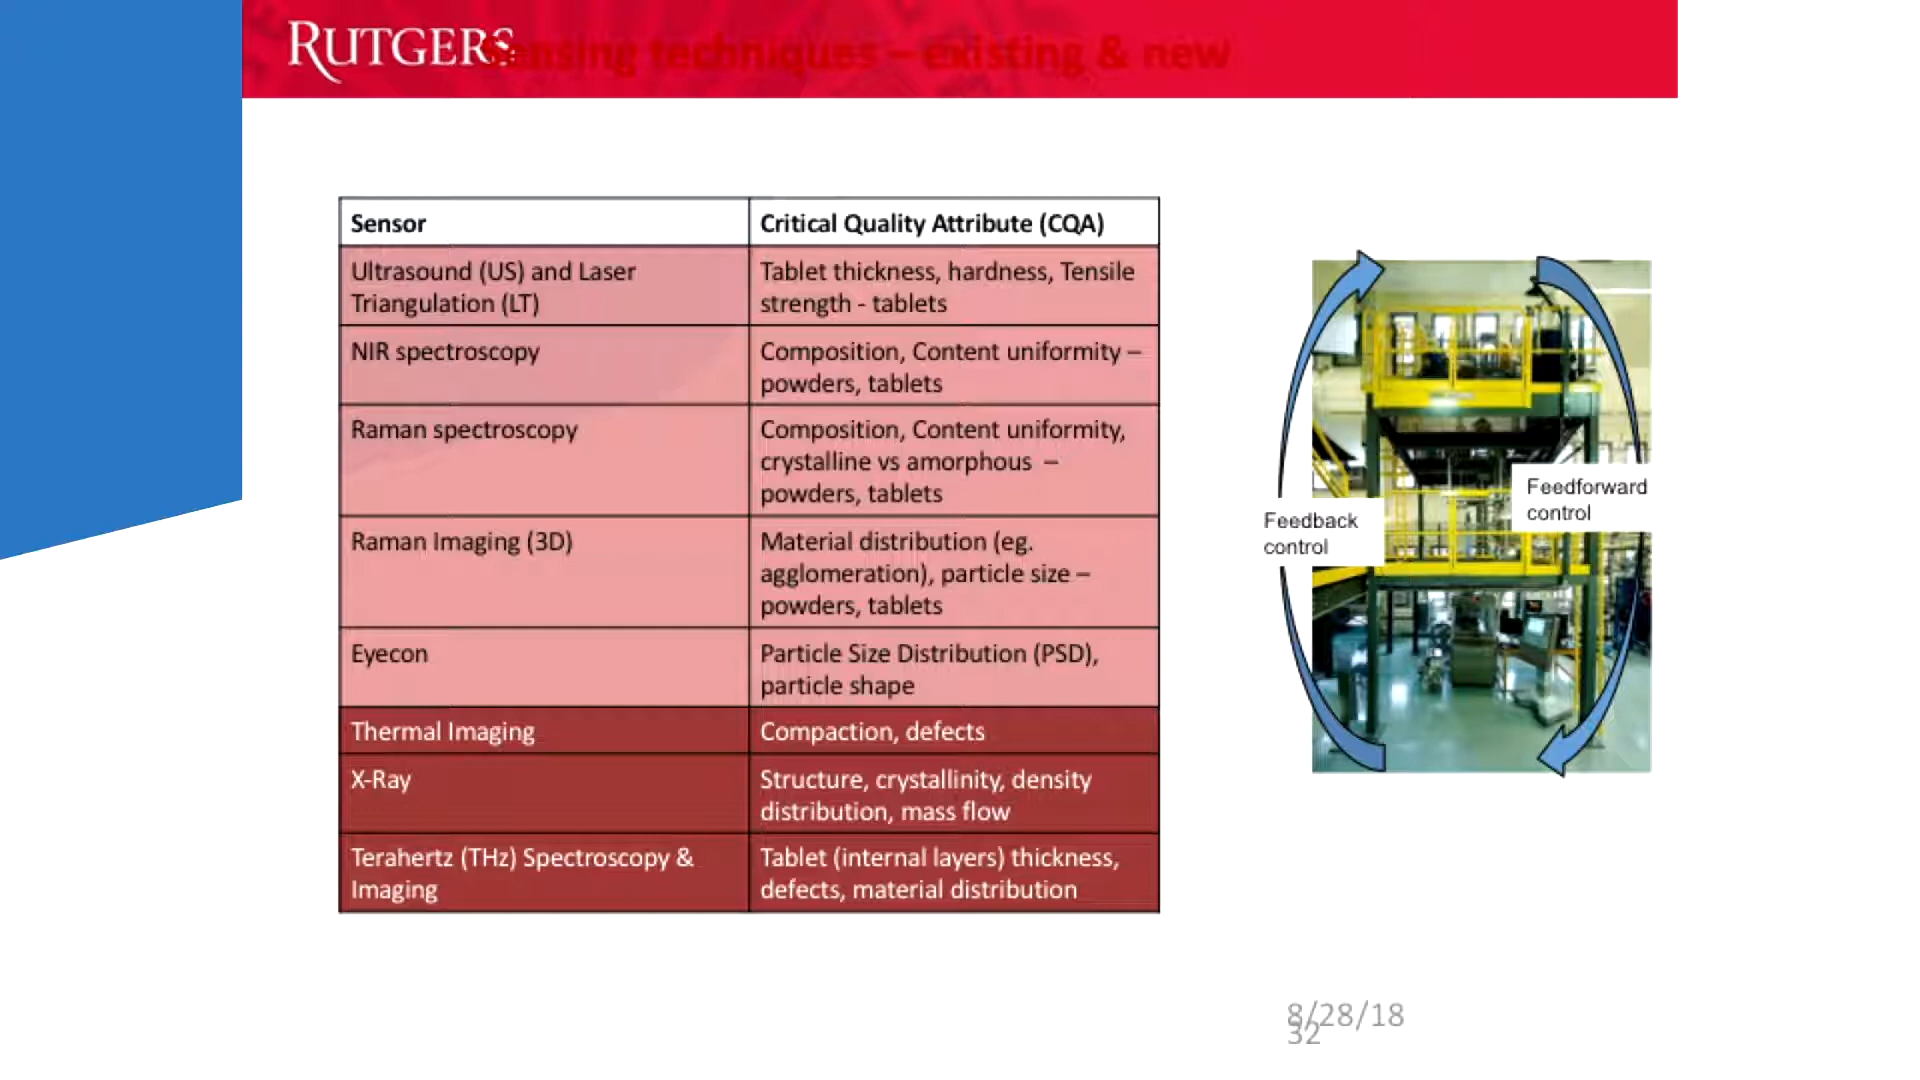 RUTGERS
Sensing techniques – existing & new
Sensor
Critical Quality Attribute (CQA)
Ultrasound (US) and Laser
Triangulation (LT)
Tablet thickness, hardness, Tensile
strength - tablets
NIR spectroscopy
Composition, Content uniformity –
powders, tablets
Raman spectroscopy
Composition, Content uniformity,
crystalline vs amorphous –
powders, tablets
Raman Imaging (3D)
Material distribution (eg.
agglomeration), particle size –
powders, tablets
Eyecon
Particle Size Distribution (PSD),
particle shape
Thermal Imaging
Compaction, defects
X-Ray
Structure, crystallinity, density
distribution, mass flow
Terahertz (THz) Spectroscopy &
Imaging
Tablet (internal layers) thickness,
defects, material distribution
Feedback
control
Feedforward
control
8/28/18
32